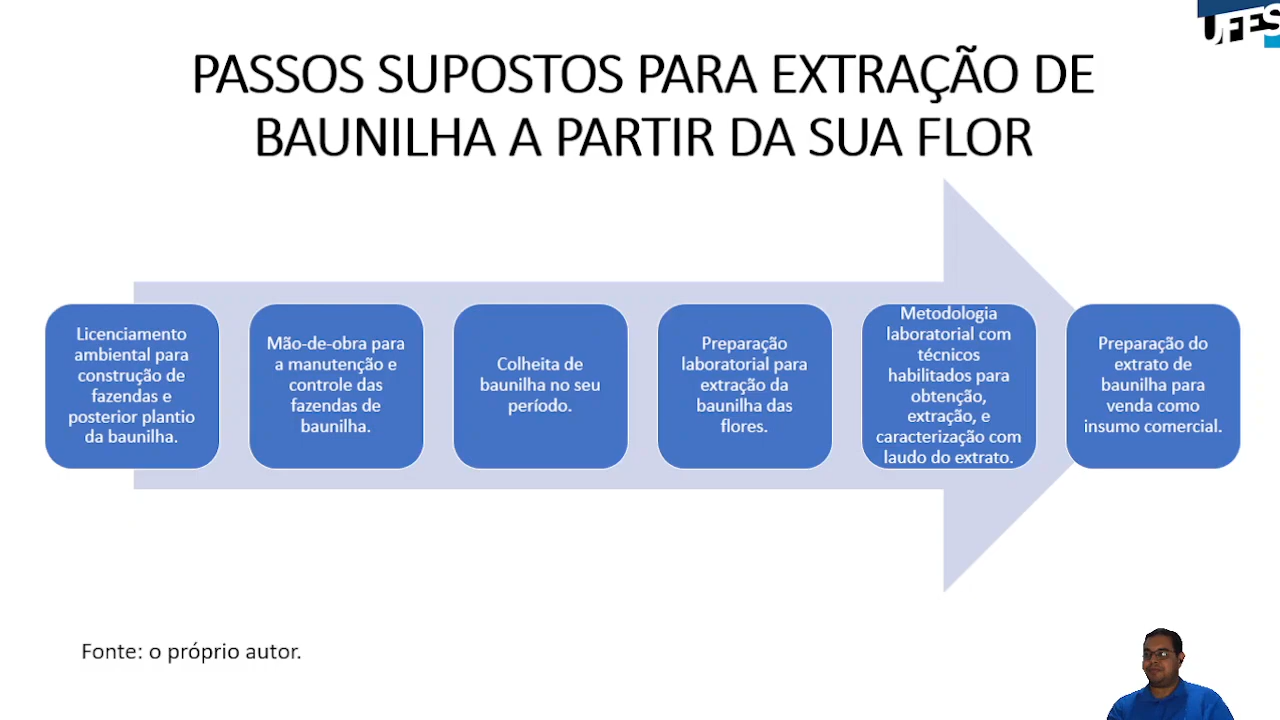 UFES
PASSOS SUPOSTOS PARA EXTRAÇÃO DE
BAUNILHA A PARTIR DA SUA FLOR
Licenciamento
ambiental para
construção de
fazendas e
posterior plantio
da baunilha.
Mão-de-obra para
a manutenção e
controle das
fazendas de
baunilha.
Colheita de
baunilha no seu
período.
Preparação
laboratorial para
extração da
baunilha das
flores.
Metodologia
laboratorial com
técnicos
habilitados para
obtenção,
extração, e
caracterização com
laudo do extrato.
Preparação do
extrato de
baunilha para
venda como
insumo comercial.
Fonte: o próprio autor.